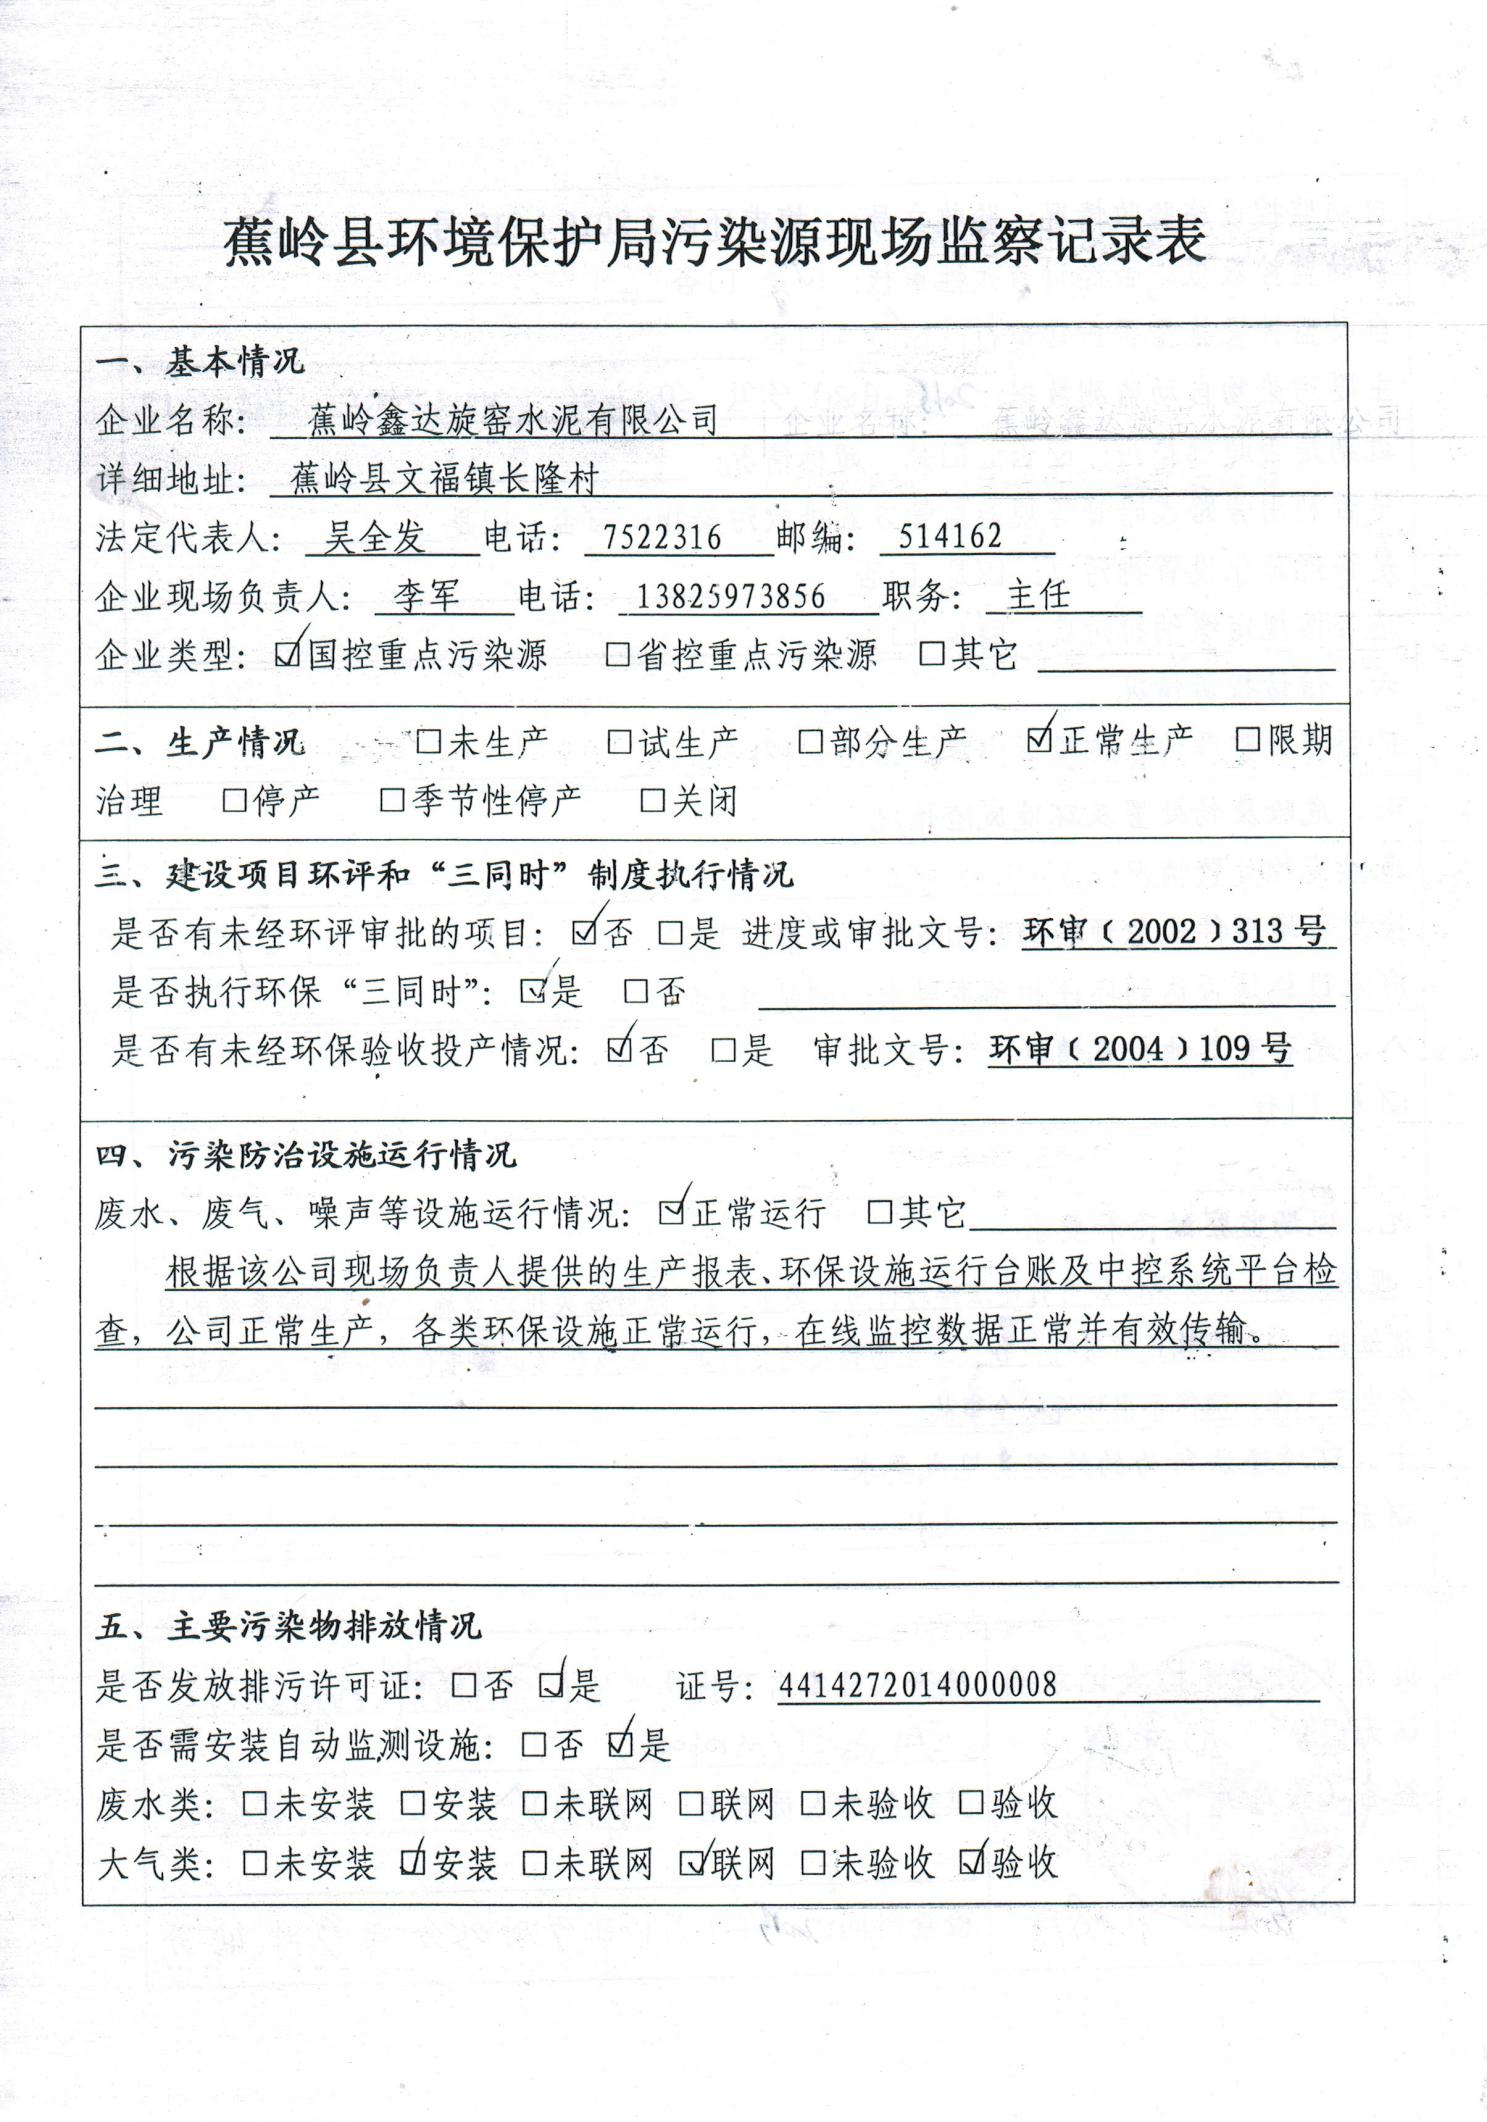 蕉岭县环境保护局污染源现场监察记录表
一、基本情况
企业名称： 蕉岭鑫达旋窑水泥有限公司
详细地址： 蕉岭县文福镇长隆村
法定代表人： 吴全发 电话： 7522316 邮编： 514162
企业现场负责人： 李军 电话： 13825973856 职务： 主任
企业类型：☑国控重点污染源 □省控重点污染源 □其它
二、生产情况 □未生产 □试生产 □部分生产 ☑正常生产 □限期
治理 □停产 □季节性停产 □关闭
三、建设项目环评和“三同时”制度执行情况
是否有未经环评审批的项目：☑否 □是 进度或审批文号：环审﹝2002﹞313号
是否执行环保“三同时”：☑是 □否
是否有未经环保验收投产情况：☑否 □是 审批文号：环审﹝2004﹞109号
四、污染防治设施运行情况
废水、废气、噪声等设施运行情况：☑正常运行 □其它
根据该公司现场负责人提供的生产报表、环保设施运行台账及中控系统平台检
查，公司正常生产，各类环保设施正常运行，在线监控数据正常并有效传输。
五、主要污染物排放情况
是否发放排污许可证：□否 ☑是 证号：4414272014000008
是否需安装自动监测设施：□否 ☑是
废水类：□未安装 □安装 □未联网 □联网 □未验收 □验收
大气类：□未安装 ☑安装 □未联网 ☑联网 □未验收 ☑验收